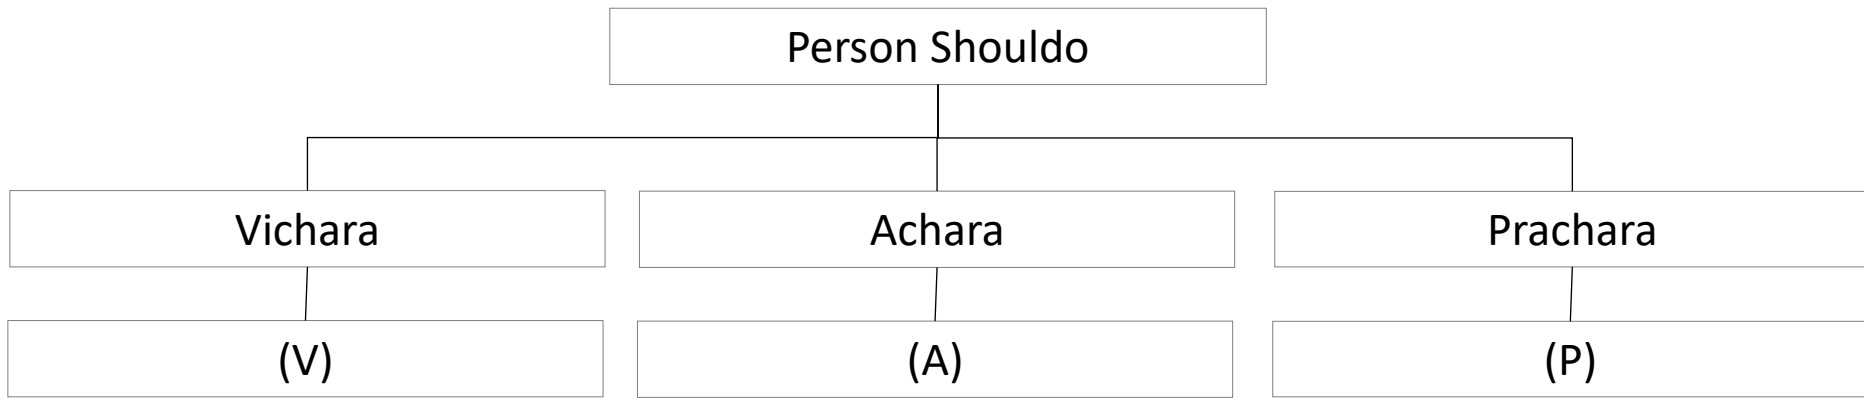 Person Shouldo
Vichara
Achara
Prachara
(V)
(A)
(P)